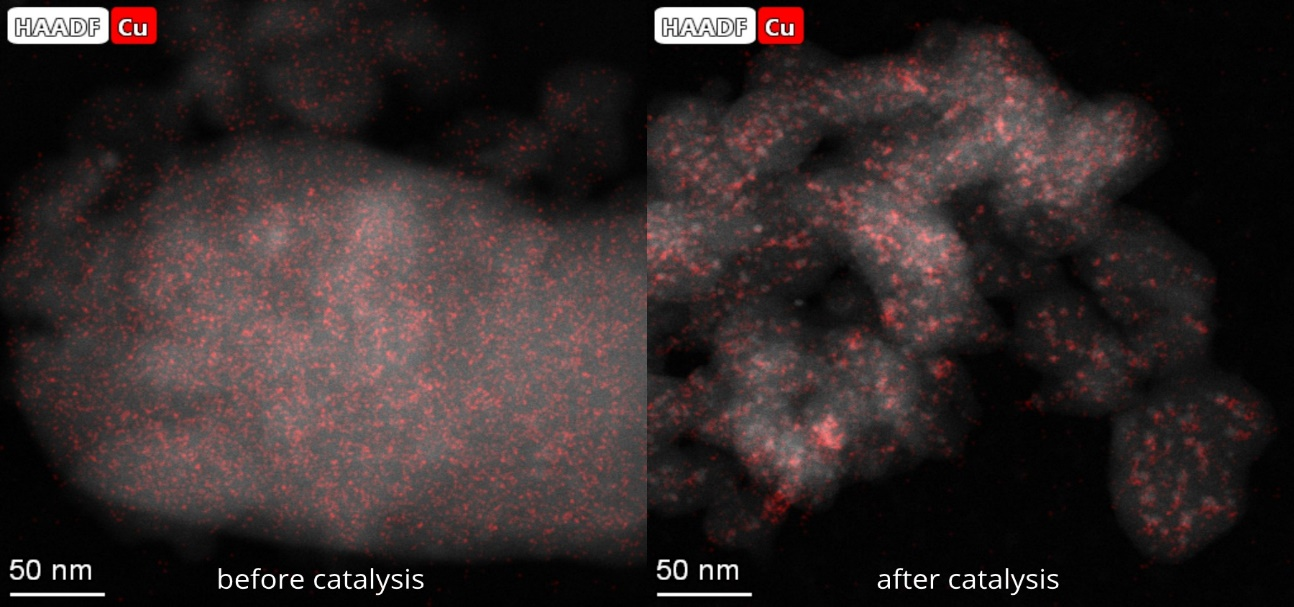 HAADF Cu
50 nm
before catalysis
HAADF Cu
50 nm
after catalysis